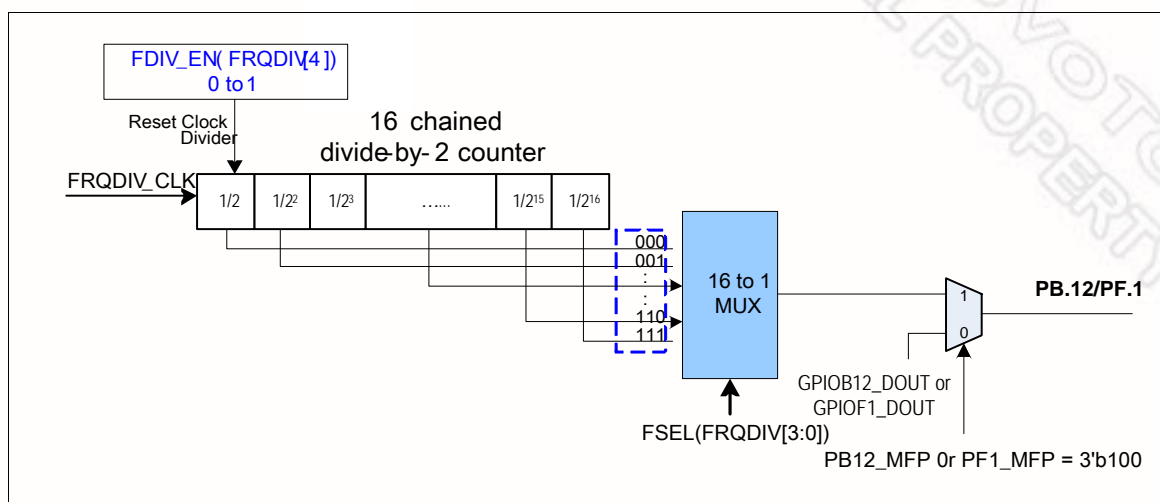 FDIV_EN( FRQDIV[4 ])
0 to 1
Reset Clock
Divider
16 chained
divide-by- 2 counter
FRQDIV_CLK
1/2
1/2²
1/2³
…...
1/2¹⁵
1/2¹⁶
000
001
:
:
:
110
111
16 to 1
MUX
FSEL(FRQDIV[3:0])
1
0
PB.12/PF.1
GPIOB12_DOUT or
GPIOF1_DOUT
PB12_MFP 0r PF1_MFP = 3'b100